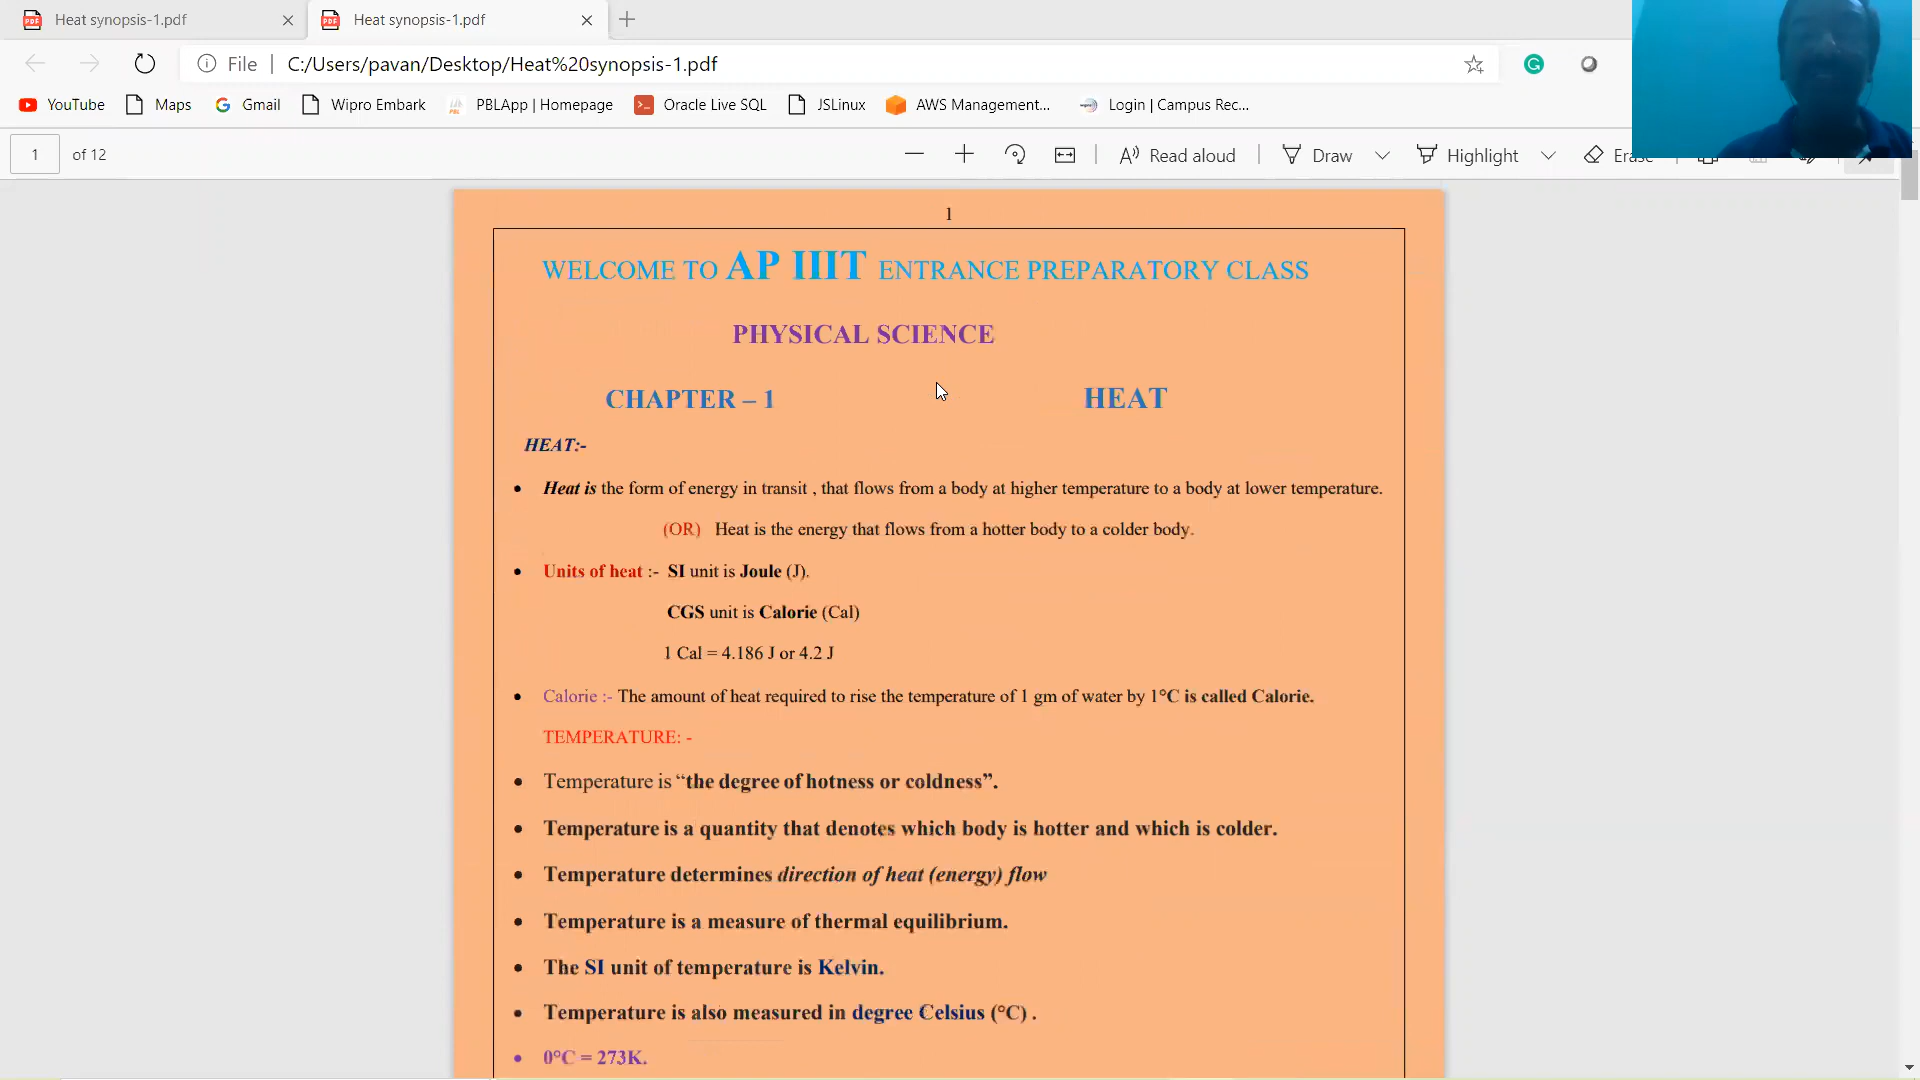 Heat synopsis-1.pdf
Heat synopsis-1.pdf
File | C:/Users/pavan/Desktop/Heat%20synopsis-1.pdf
YouTube Maps Gmail Wipro Embark PBLApp | Homepage Oracle Live SQL JSLinux AWS Management... Login | Campus Rec...
1 of 12 Read aloud Draw Highlight Erase
1
WELCOME TO AP IIIT ENTRANCE PREPARATORY CLASS
PHYSICAL SCIENCE
CHAPTER – 1 HEAT
HEAT:-
• Heat is the form of energy in transit , that flows from a body at higher temperature to a body at lower temperature.
(OR) Heat is the energy that flows from a hotter body to a colder body.
• Units of heat :- SI unit is Joule (J).
CGS unit is Calorie (Cal)
1 Cal = 4.186 J or 4.2 J
• Calorie :- The amount of heat required to rise the temperature of 1 gm of water by 1°C is called Calorie.
TEMPERATURE: -
• Temperature is “the degree of hotness or coldness”.
• Temperature is a quantity that denotes which body is hotter and which is colder.
• Temperature determines direction of heat (energy) flow
• Temperature is a measure of thermal equilibrium.
• The SI unit of temperature is Kelvin.
• Temperature is also measured in degree Celsius (°C) .
• 0°C = 273K.